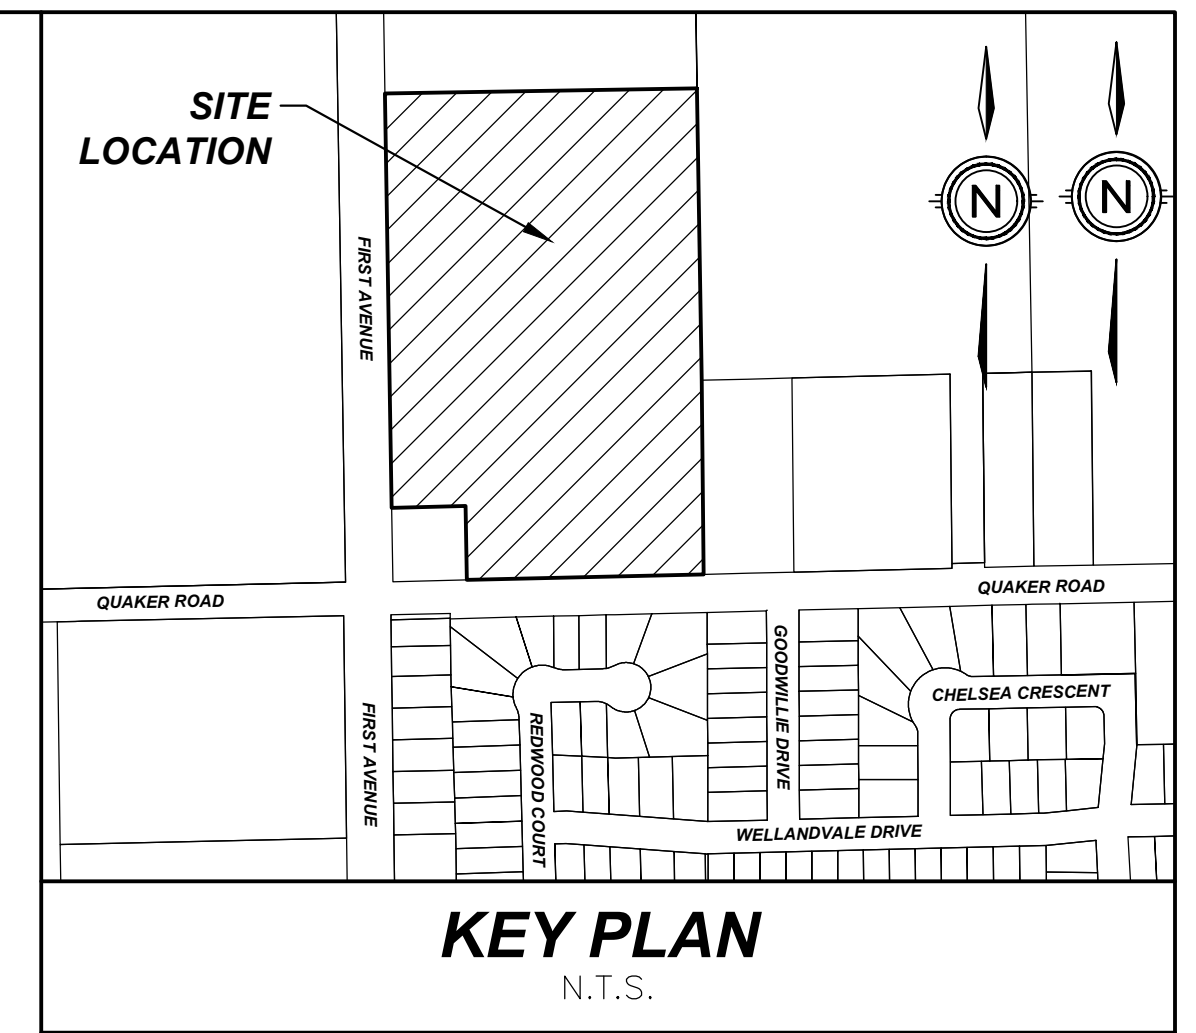 SITE
LOCATION
N
N
FIRST AVENUE
QUAKER ROAD
QUAKER ROAD
FIRST AVENUE
REDWOOD COURT
GOODWILLIE DRIVE
CHELSEA CRESCENT
WELLANDVALE DRIVE
KEY PLAN
N.T.S.